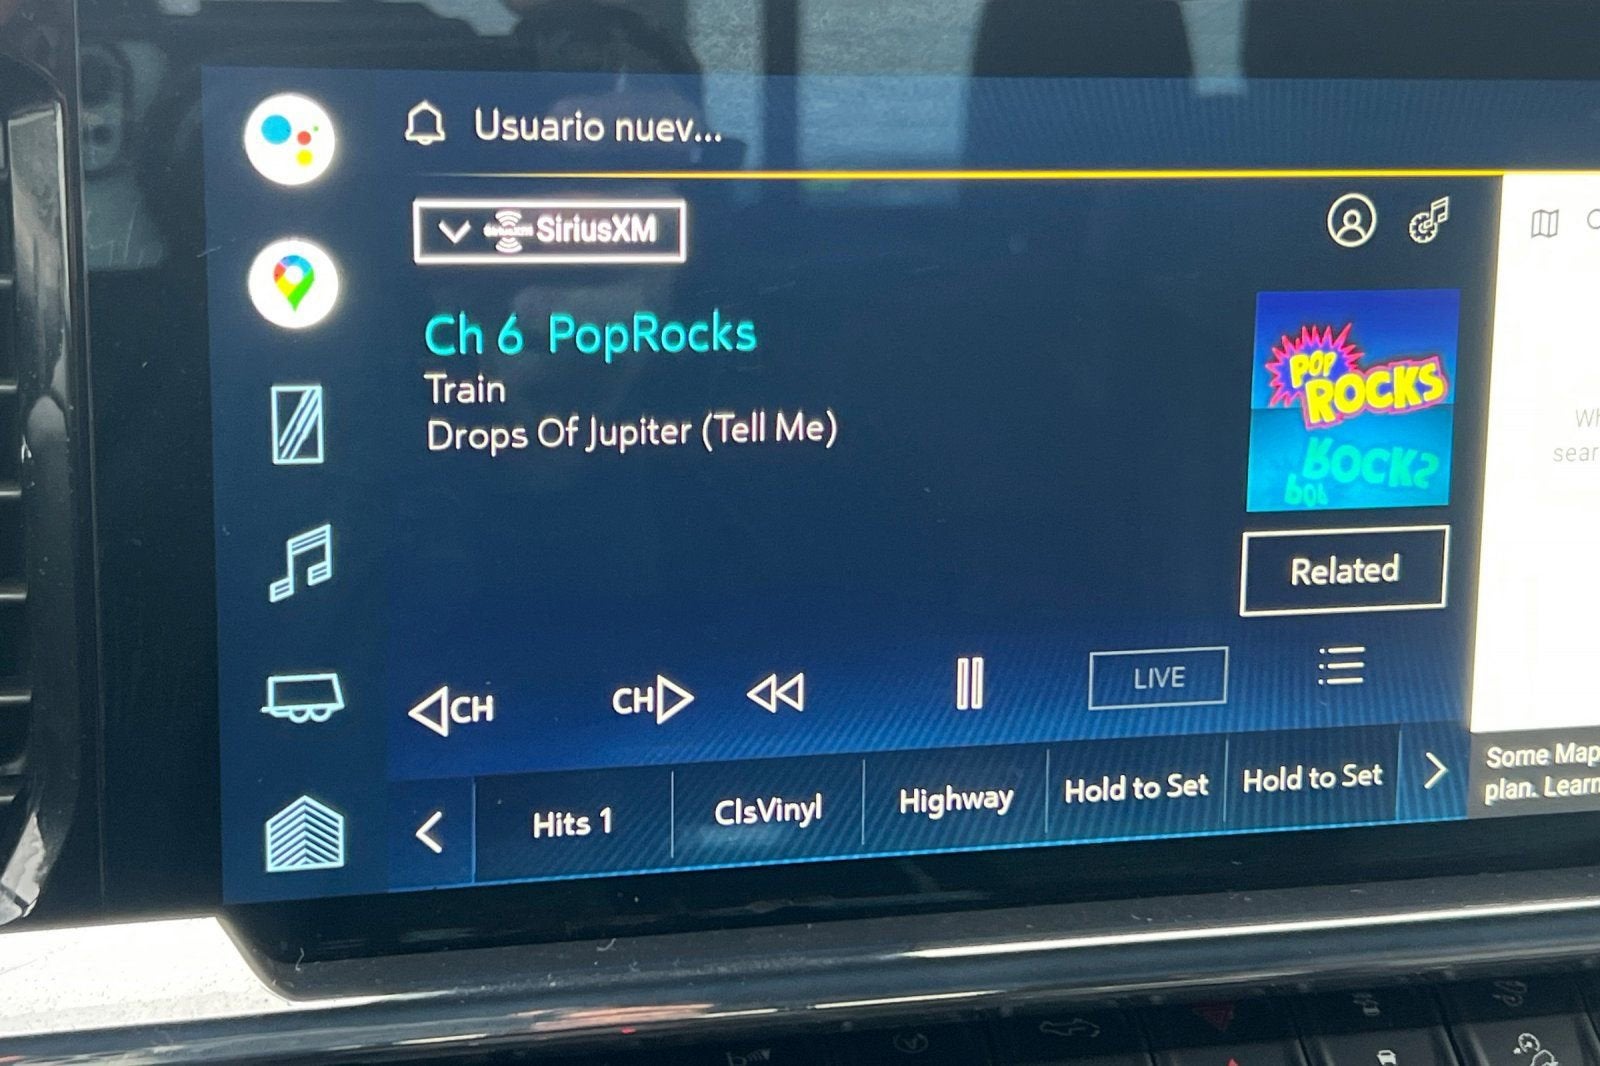 Usuario nuev...
SiriusXM
Ch 6 PopRocks
Train
Drops Of Jupiter (Tell Me)
POP
ROCKS
Related
CH
CH
LIVE
Hits 1
ClsVinyl
Highway
Hold to Set
Hold to Set
Some Map
plan. Learn